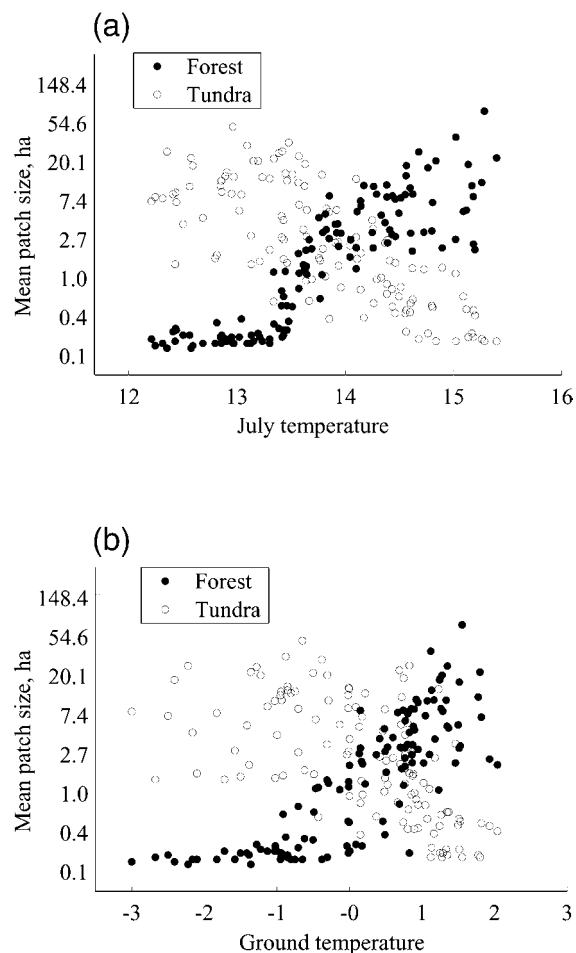 (a)
Forest
Tundra
Mean patch size, ha
148.4
54.6
20.1
7.4
2.7
1.0
0.4
0.1
12 13 14 15 16
July temperature
(b)
Forest
Tundra
Mean patch size, ha
148.4
54.6
20.1
7.4
2.7
1.0
0.4
0.1
-3 -2 -1 -0 1 2 3
Ground temperature